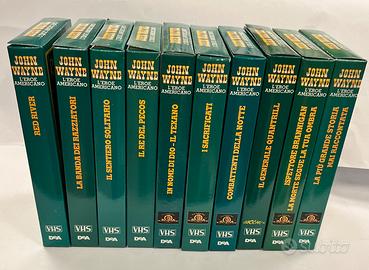 JOHN
WAYNE
L'EROE
AMERICANO
RED RIVER
VHS
DeA
JOHN
WAYNE
L'EROE
AMERICANO
LA BANDA DEI RAZZIATORI
VHS
DeA
JOHN
WAYNE
L'EROE
AMERICANO
IL SENTIERO SOLITARIO
VHS
DeA
JOHN
WAYNE
L'EROE
AMERICANO
IL RE DEL PECOS
VHS
DeA
JOHN
WAYNE
L'EROE
AMERICANO
IN NOME DI DIO - IL TEXANO
VHS
DeA
JOHN
WAYNE
L'EROE
AMERICANO
I SACRIFICATI
VHS
DeA
JOHN
WAYNE
L'EROE
AMERICANO
COMBATTENTI DELLA NOTTE
VHS
DeA
JOHN
WAYNE
L'EROE
AMERICANO
IL GENERALE QUANTRILL
VHS
DeA
JOHN
WAYNE
L'EROE
AMERICANO
ISPETTORE BRANNIGAN
LA MORTE SEGUE LA TUA OMBRA
VHS
DeA
JOHN
WAYNE
L'EROE
AMERICANO
LA PIÙ GRANDE STORIA
MAI RACCONTATA
VHS
DeA
subito